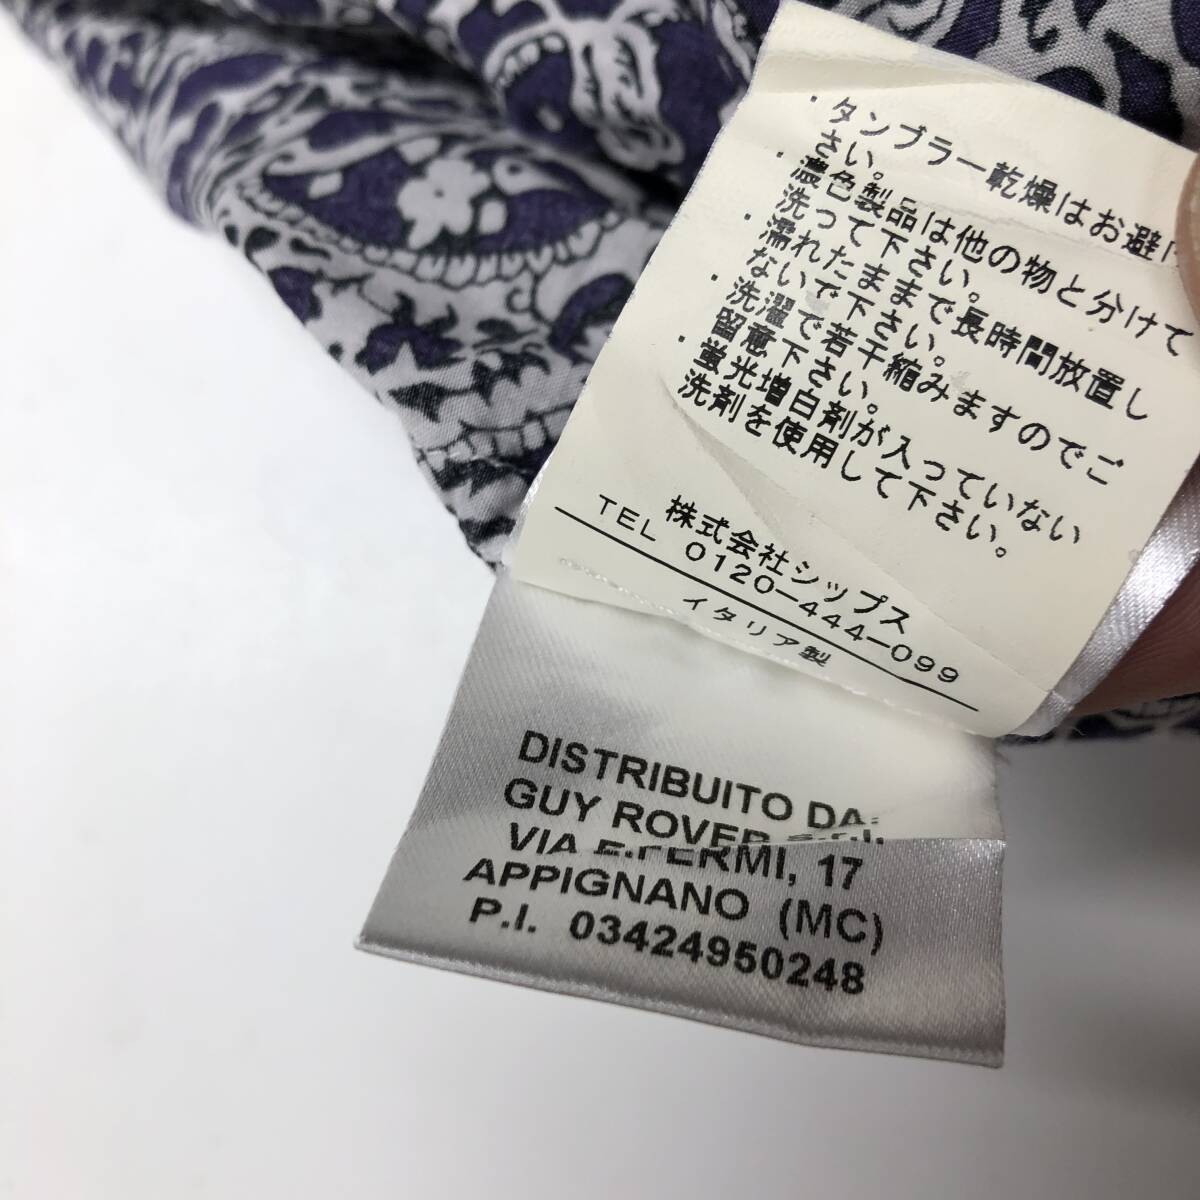 ・タンブラー乾燥はお避け
さい。
・濃色製品は他の物と分けて
洗って下さい。
・濡れたままで長時間放置し
ないで下さい。
・洗濯で若干縮みますのでご
留意下さい。
・蛍光増白剤が入っていない
洗剤を使用して下さい。
株式会社シップス
TEL 0120-444-099
イタリア製
DISTRIBUITO DA:
GUY ROVER s.r.l.
VIA E.FERMI, 17
APPIGNANO (MC)
P.I. 03424950248